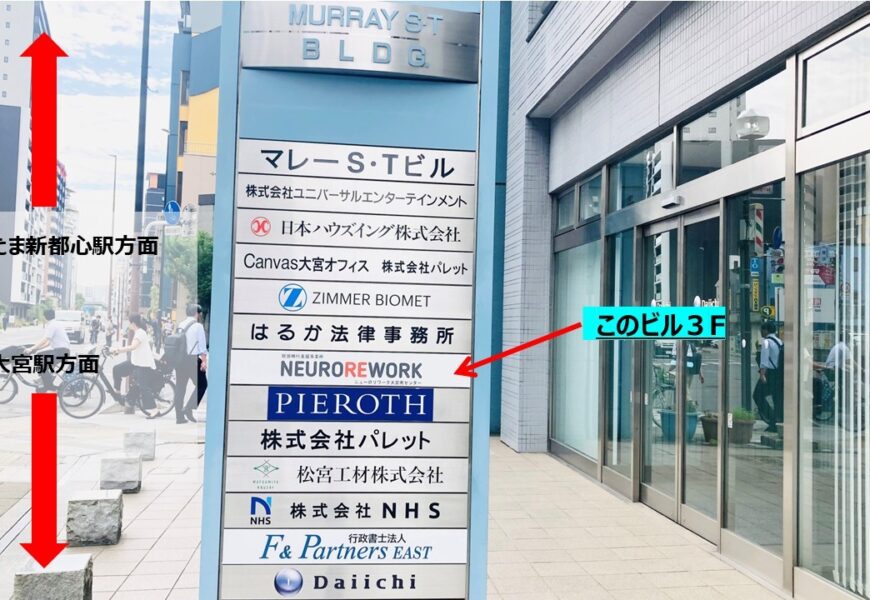 MURRAY S・T
BLDG.
マレーS・Tビル
株式会社ユニバーサルエンターテインメント
日本ハウズイング株式会社
Canvas大宮オフィス 株式会社パレット
ZIMMER BIOMET
はるか法律事務所
NEUROREWORK
ニューロリワーク大宮南センター
PIEROTH
株式会社パレット
松宮工材株式会社
NHS
株式会社NHS
行政書士法人
F & Partners EAST
Daiichi
たま新都心駅方面
大宮駅方面
このビル3F
Daiichi